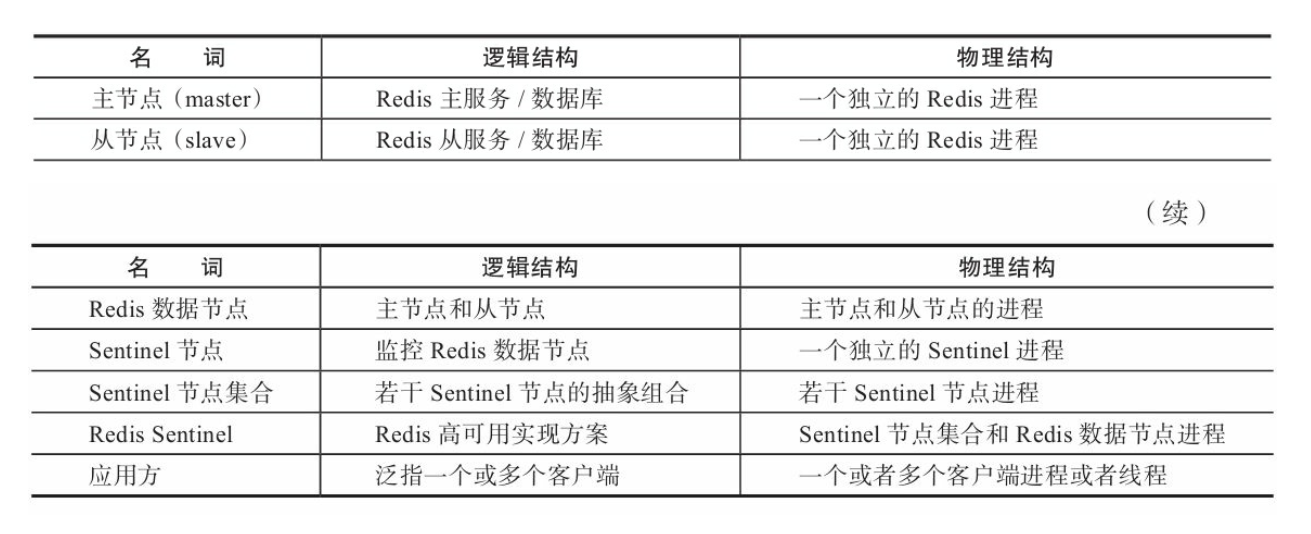 名 词 逻辑结构 物理结构
主节点（master） Redis 主服务 / 数据库 一个独立的 Redis 进程
从节点（slave） Redis 从服务 / 数据库 一个独立的 Redis 进程
（续）
名 词 逻辑结构 物理结构
Redis 数据节点 主节点和从节点 主节点和从节点的进程
Sentinel 节点 监控 Redis 数据节点 一个独立的 Sentinel 进程
Sentinel 节点集合 若干 Sentinel 节点的抽象组合 若干 Sentinel 节点进程
Redis Sentinel Redis 高可用实现方案 Sentinel 节点集合和 Redis 数据节点进程
应用方 泛指一个或多个客户端 一个或者多个客户端进程或者线程